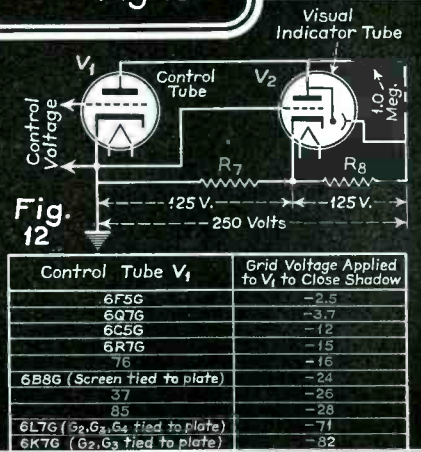 Visual
Indicator Tube
V₁
Control
Tube
V₂
Control
Voltage
1.0
Meg.
R₇
R₈
125 V.
125 V.
250 Volts
Fig.
12
Control Tube V₁
Grid Voltage Applied
to V₁ to Close Shadow
6F5G
-2.5
6Q7G
-3.7
6C5G
-12
6R7G
-15
76
-16
6B8G (Screen tied to plate)
-24
37
-26
85
-28
6L7G (G₂,G₃,G₄ tied to plate)
-71
6K7G (G₂,G₃ tied to plate)
-82